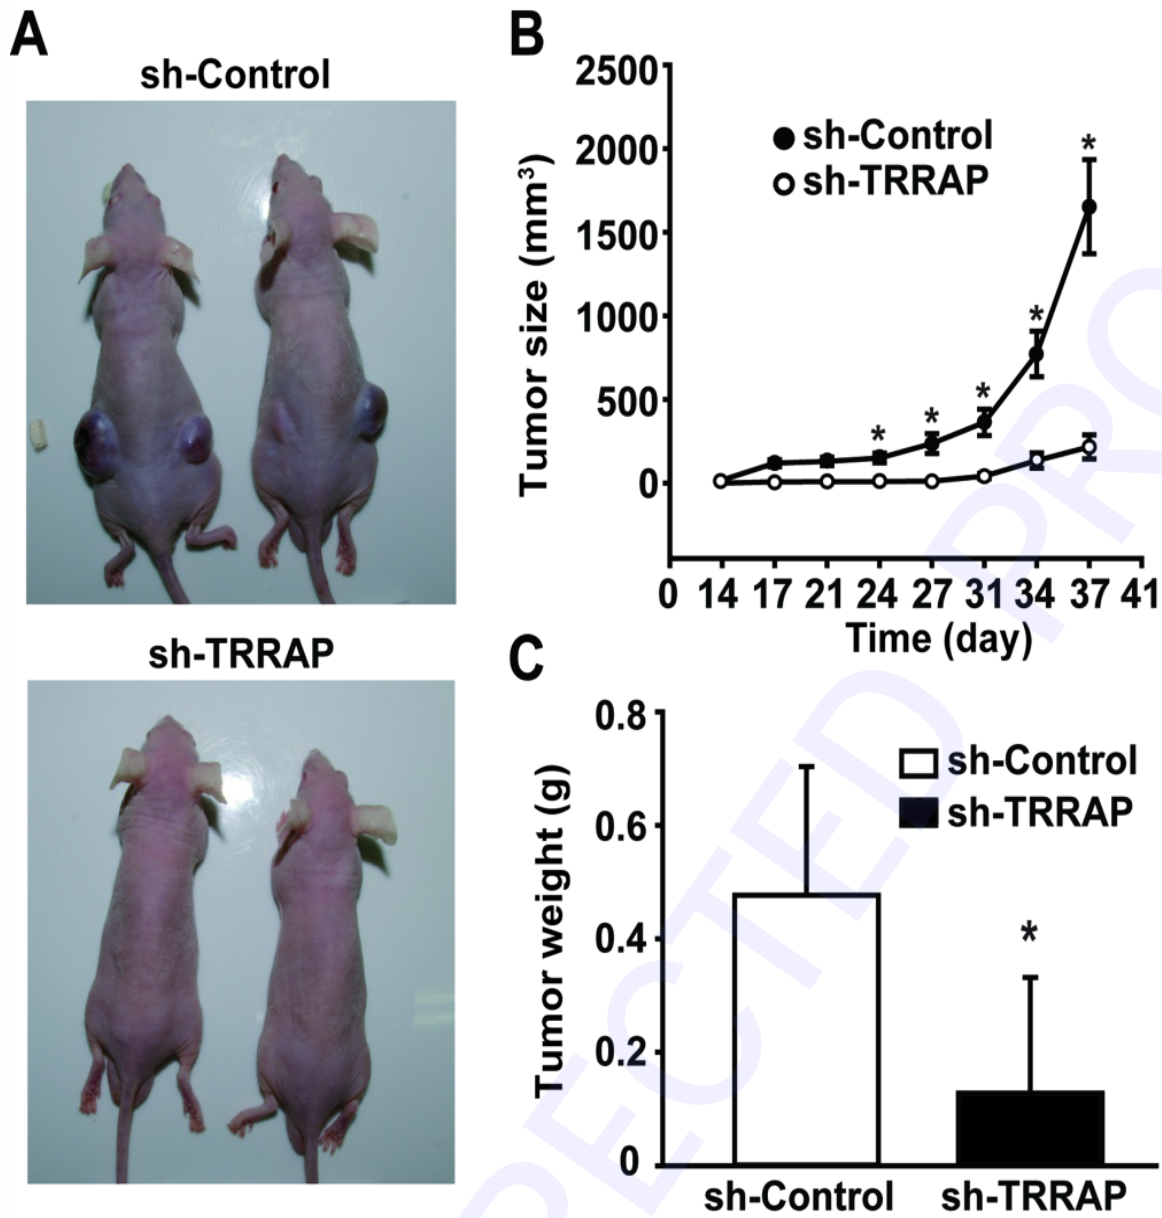 A
sh-Control
sh-TRRAP
B
2500
2000
1500
1000
500
0
Tumor size (mm³)
sh-Control
sh-TRRAP
*
*
*
*
*
0 14 17 21 24 27 31 34 37 41
Time (day)
C
0.8
0.6
0.4
0.2
0
Tumor weight (g)
sh-Control
sh-TRRAP
*
sh-Control sh-TRRAP
PECTED PRO